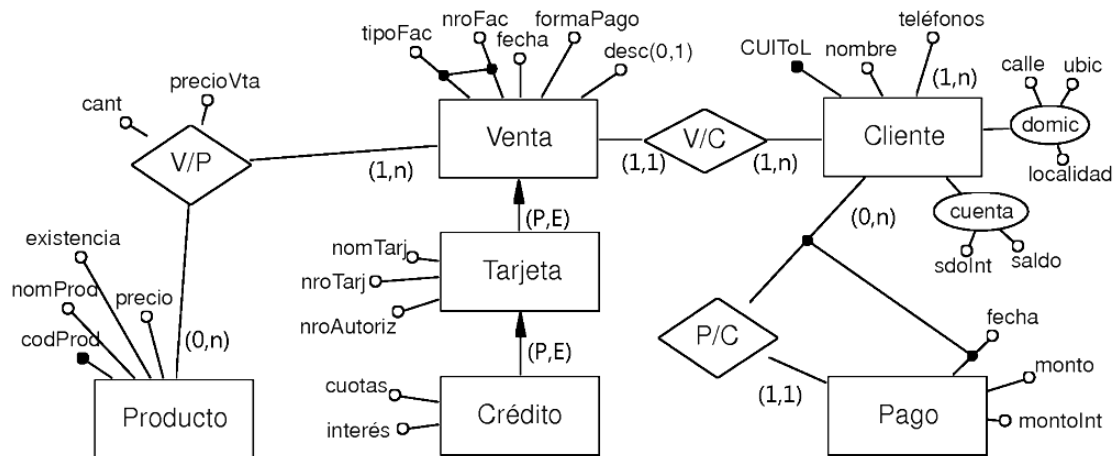 teléfonos
nroFac
formaPago
tipoFac
fecha
desc(0,1)
CUIToL
nombre
calle
ubic
precioVta
cant
(1,n)
domic
localidad
V/P
Venta
V/C
Cliente
(1,n)
(1,1)
(1,n)
(P,E)
(0,n)
cuenta
sdoInt
saldo
existencia
nomTarj
nroTarj
nroAutoriz
Tarjeta
nomProd
precio
codProd
(0,n)
(P,E)
P/C
fecha
cuotas
interés
Crédito
(1,1)
monto
montoInt
Producto
Pago